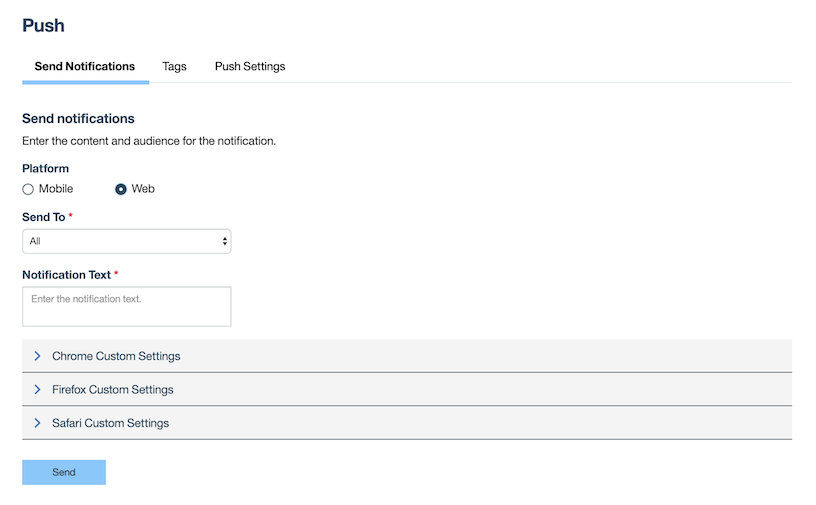 Push
Send Notifications Tags Push Settings
Send notifications
Enter the content and audience for the notification.
Platform
Mobile Web
Send To *
All
Notification Text *
Enter the notification text.
Chrome Custom Settings
Firefox Custom Settings
Safari Custom Settings
Send